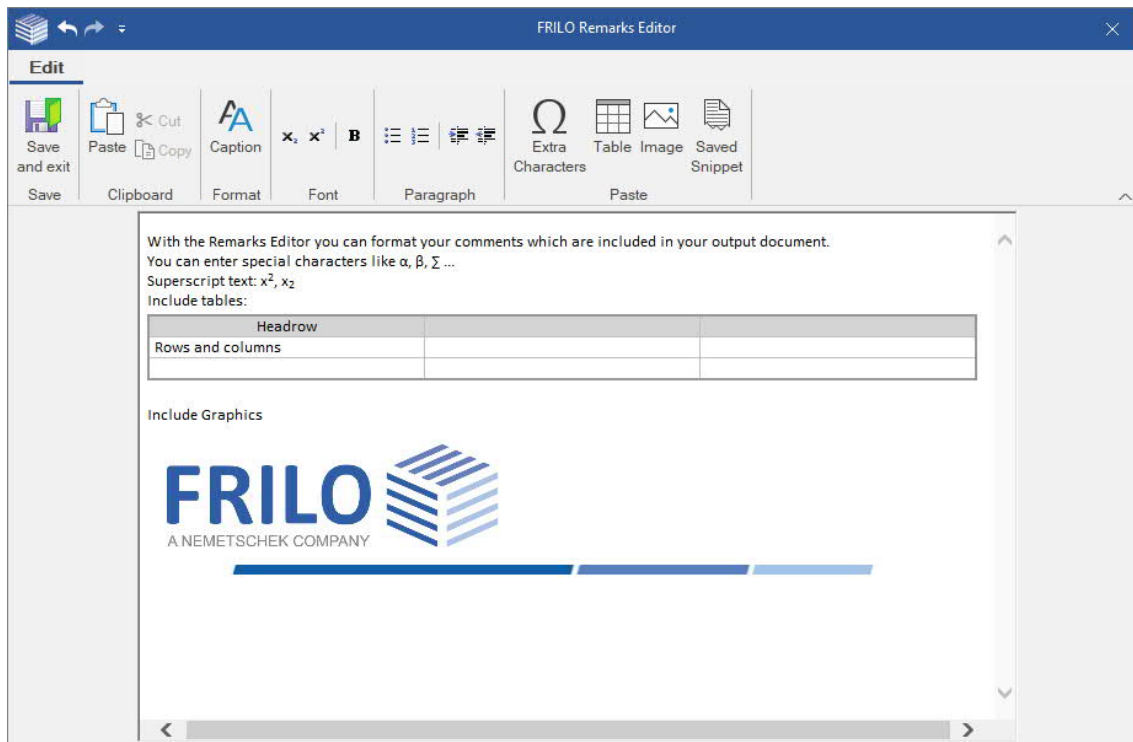 FRILO Remarks Editor
Edit
Save and exit
Paste
Cut
Copy
Caption
x₂ x² B
Extra Characters
Table
Image
Saved Snippet
Save
Clipboard
Format
Font
Paragraph
Paste
With the Remarks Editor you can format your comments which are included in your output document.
You can enter special characters like α, β, ∑ ...
Superscript text: x², x₂
Include tables:
Headrow
Rows and columns
Include Graphics
FRILO
A NEMETSCHEK COMPANY